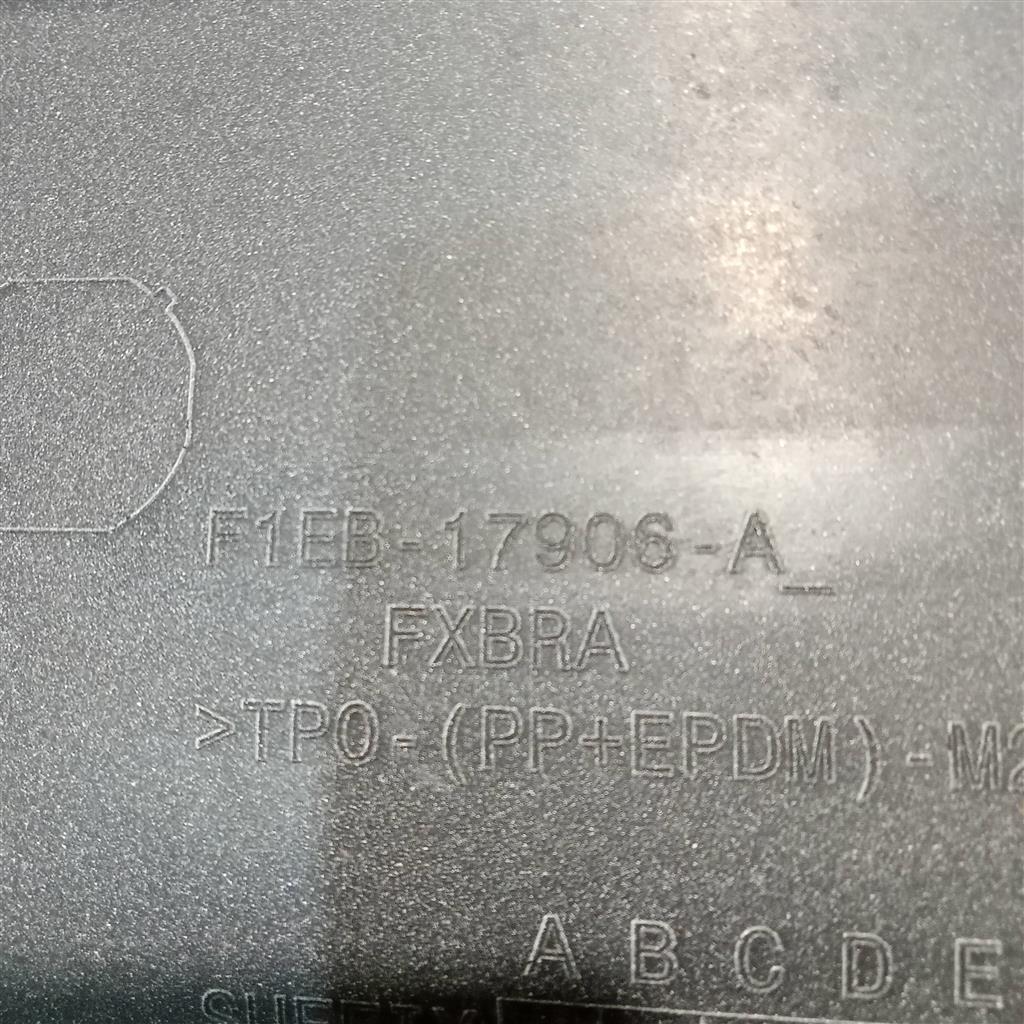 F1EB-17906-A_
FXBRA
>TPO-(PP+EPDM)-M2
A B C D E